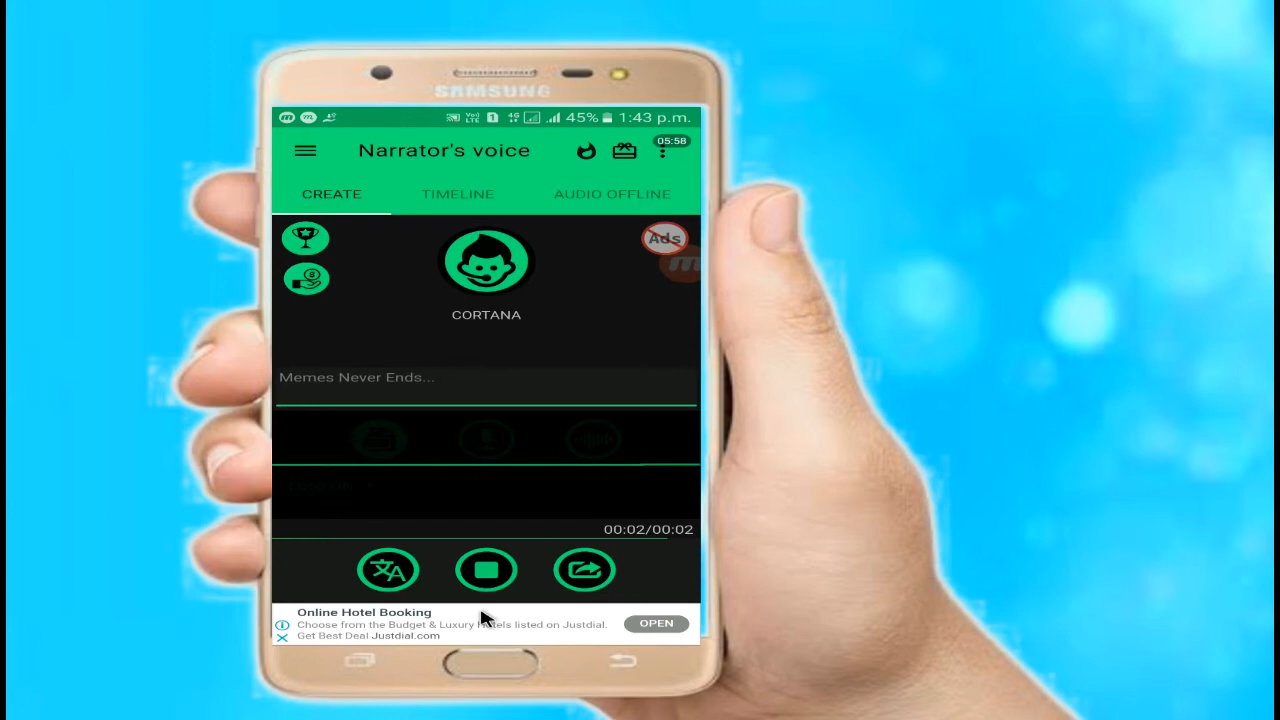 SAMSUNG
45% 1:43 p.m.
Narrator's voice
05:58
CREATE TIMELINE AUDIO OFFLINE
Ads
CORTANA
Memes Never Ends...
00:02/00:02
Online Hotel Booking
Choose from the Budget & Luxury Hotels listed on Justdial.
Get Best Deal Justdial.com
OPEN